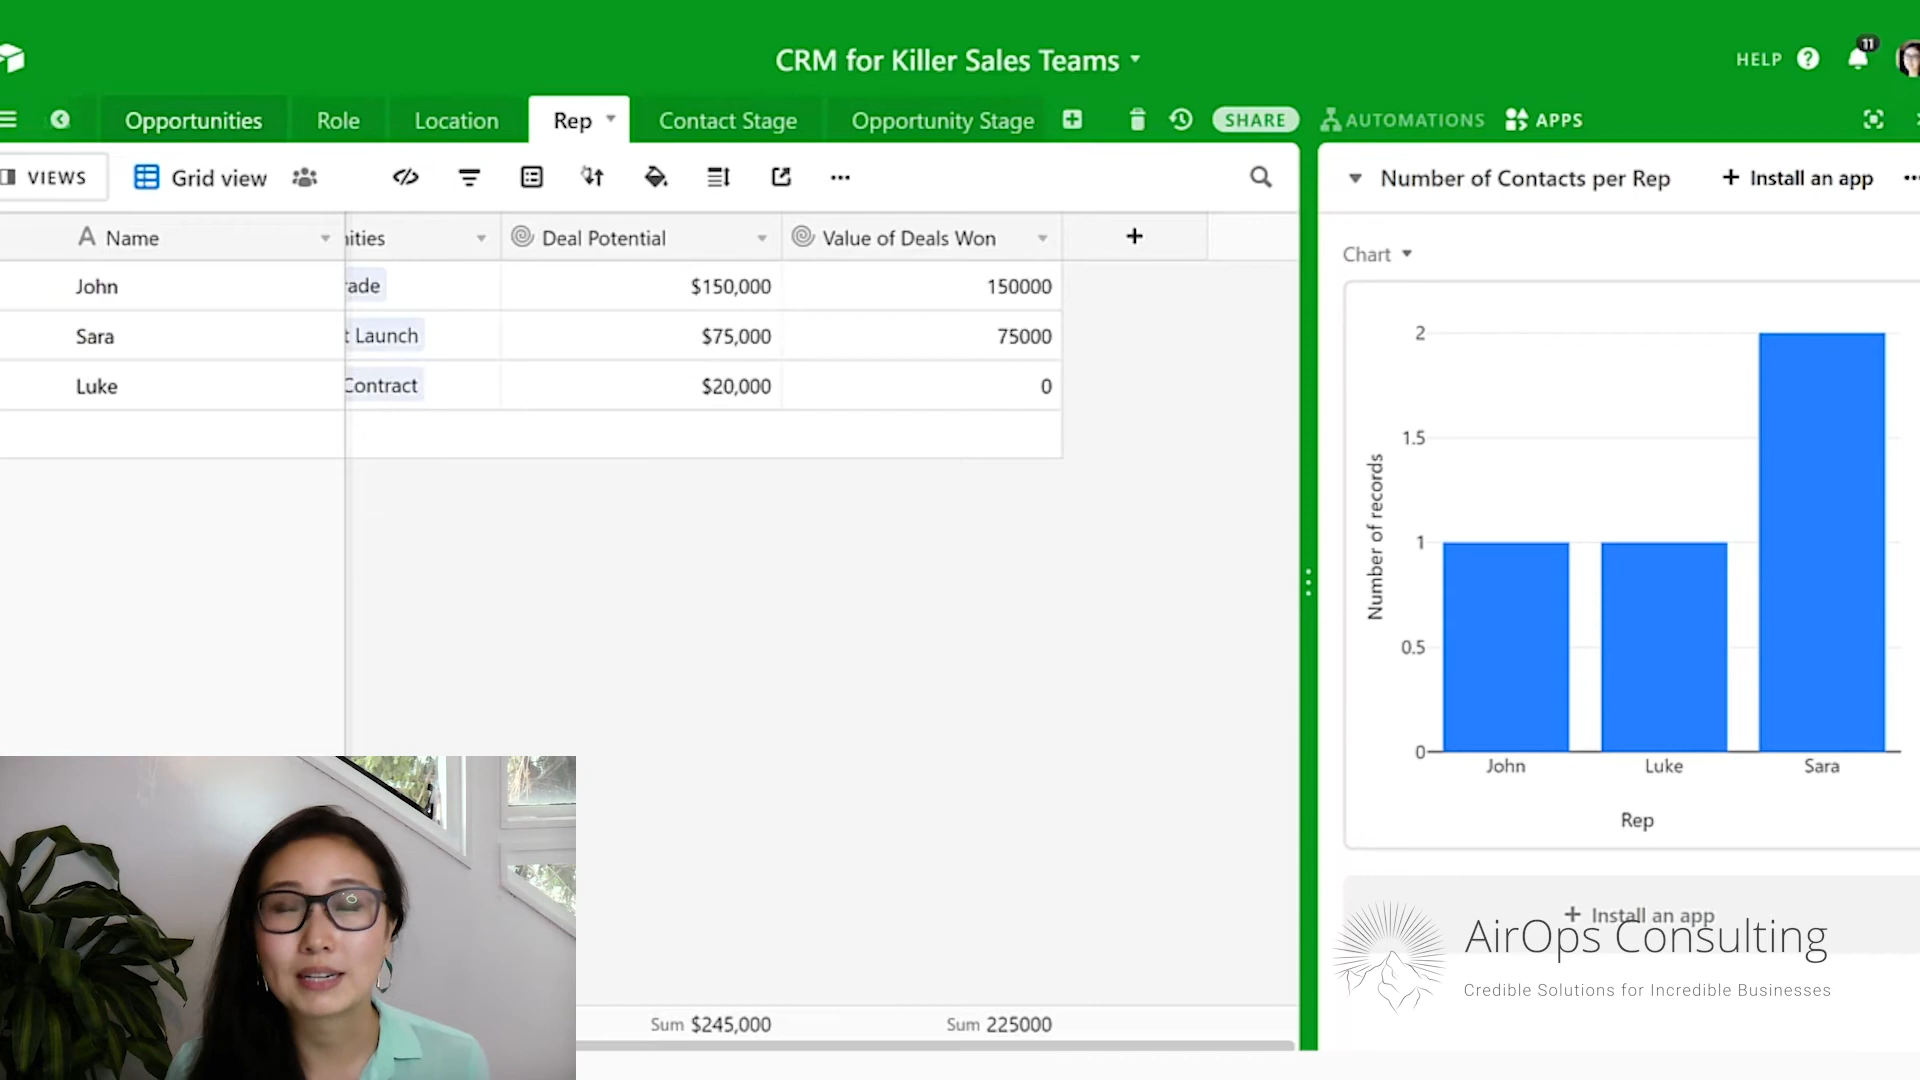 CRM for Killer Sales Teams
HELP
11
Opportunities
Role
Location
Rep
Contact Stage
Opportunity Stage
SHARE
AUTOMATIONS
APPS
VIEWS
Grid view
Number of Contacts per Rep
+ Install an app
A Name
ities
Deal Potential
Value of Deals Won
+
John
ade
$150,000
150000
Sara
t Launch
$75,000
75000
Luke
Contract
$20,000
0
Sum $245,000
Sum 225000
Chart
2
1.5
1
0.5
0
Number of records
John
Luke
Sara
Rep
+ Install an app
AirOps Consulting
Credible Solutions for Incredible Businesses